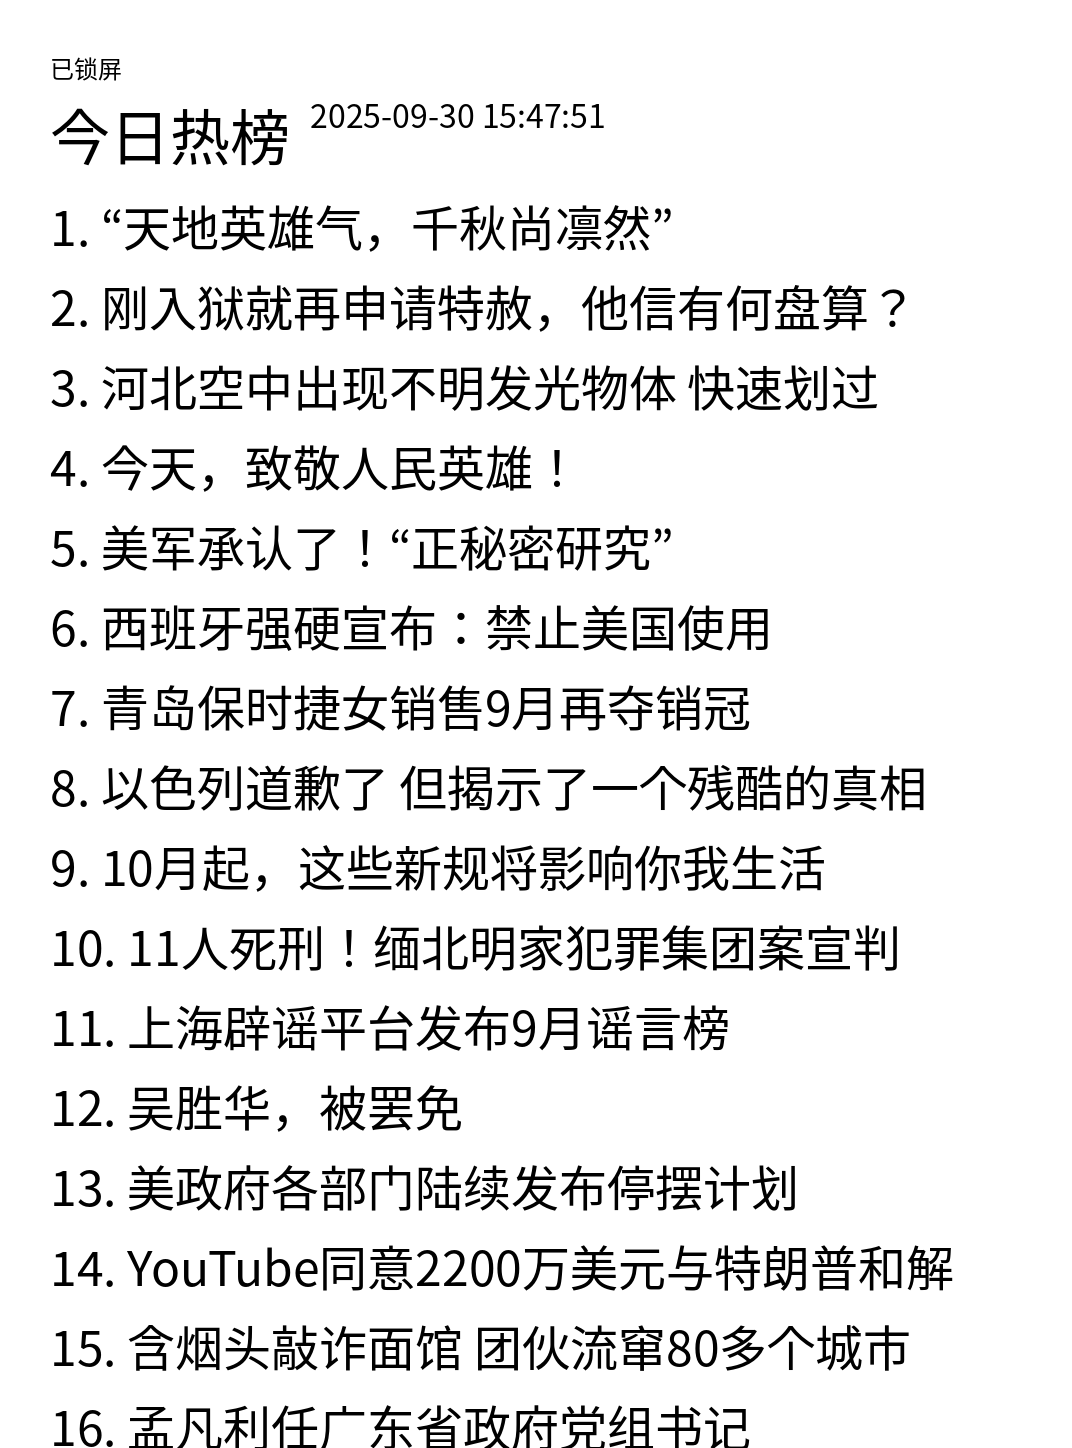 已锁屏
今日热榜 2025-09-30 15:47:51
1. “天地英雄气，千秋尚凛然”
2. 刚入狱就再申请特赦，他信有何盘算？
3. 河北空中出现不明发光物体 快速划过
4. 今天，致敬人民英雄！
5. 美军承认了！“正秘密研究”
6. 西班牙强硬宣布：禁止美国使用
7. 青岛保时捷女销售9月再夺销冠
8. 以色列道歉了 但揭示了一个残酷的真相
9. 10月起，这些新规将影响你我生活
10. 11人死刑！缅北明家犯罪集团案宣判
11. 上海辟谣平台发布9月谣言榜
12. 吴胜华，被罢免
13. 美政府各部门陆续发布停摆计划
14. YouTube同意2200万美元与特朗普和解
15. 含烟头敲诈面馆 团伙流窜80多个城市
16. 孟凡利任广东省政府党组书记